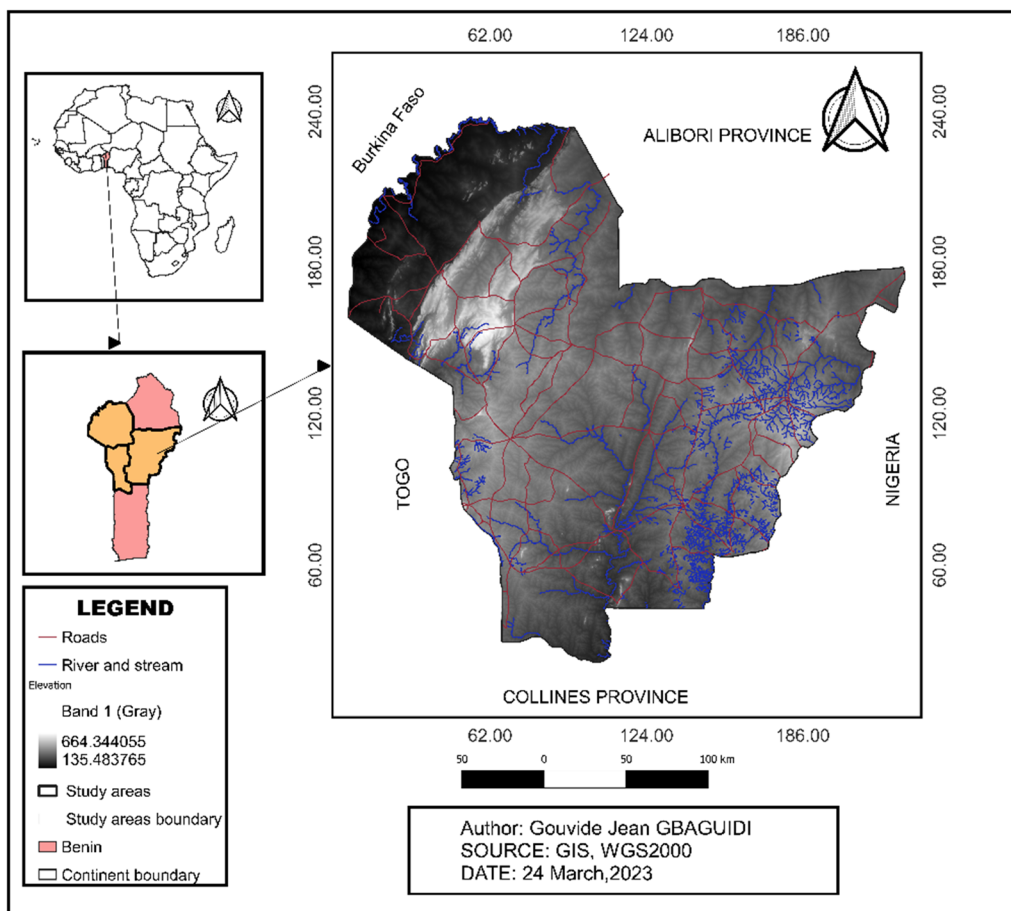 62.00 124.00 186.00
240.00 180.00 120.00 60.00
Burkina Faso
ALIBORI PROVINCE
TOGO
NIGERIA
COLLINES PROVINCE
240.00 180.00 120.00 60.00
62.00 124.00 186.00
50 0 50 100 km
LEGEND
Roads
River and stream
Elevation
Band 1 (Gray)
664.344055
135.483765
Study areas
Study areas boundary
Benin
Continent boundary
Author: Gouvide Jean GBAGUIDI
SOURCE: GIS, WGS2000
DATE: 24 March,2023